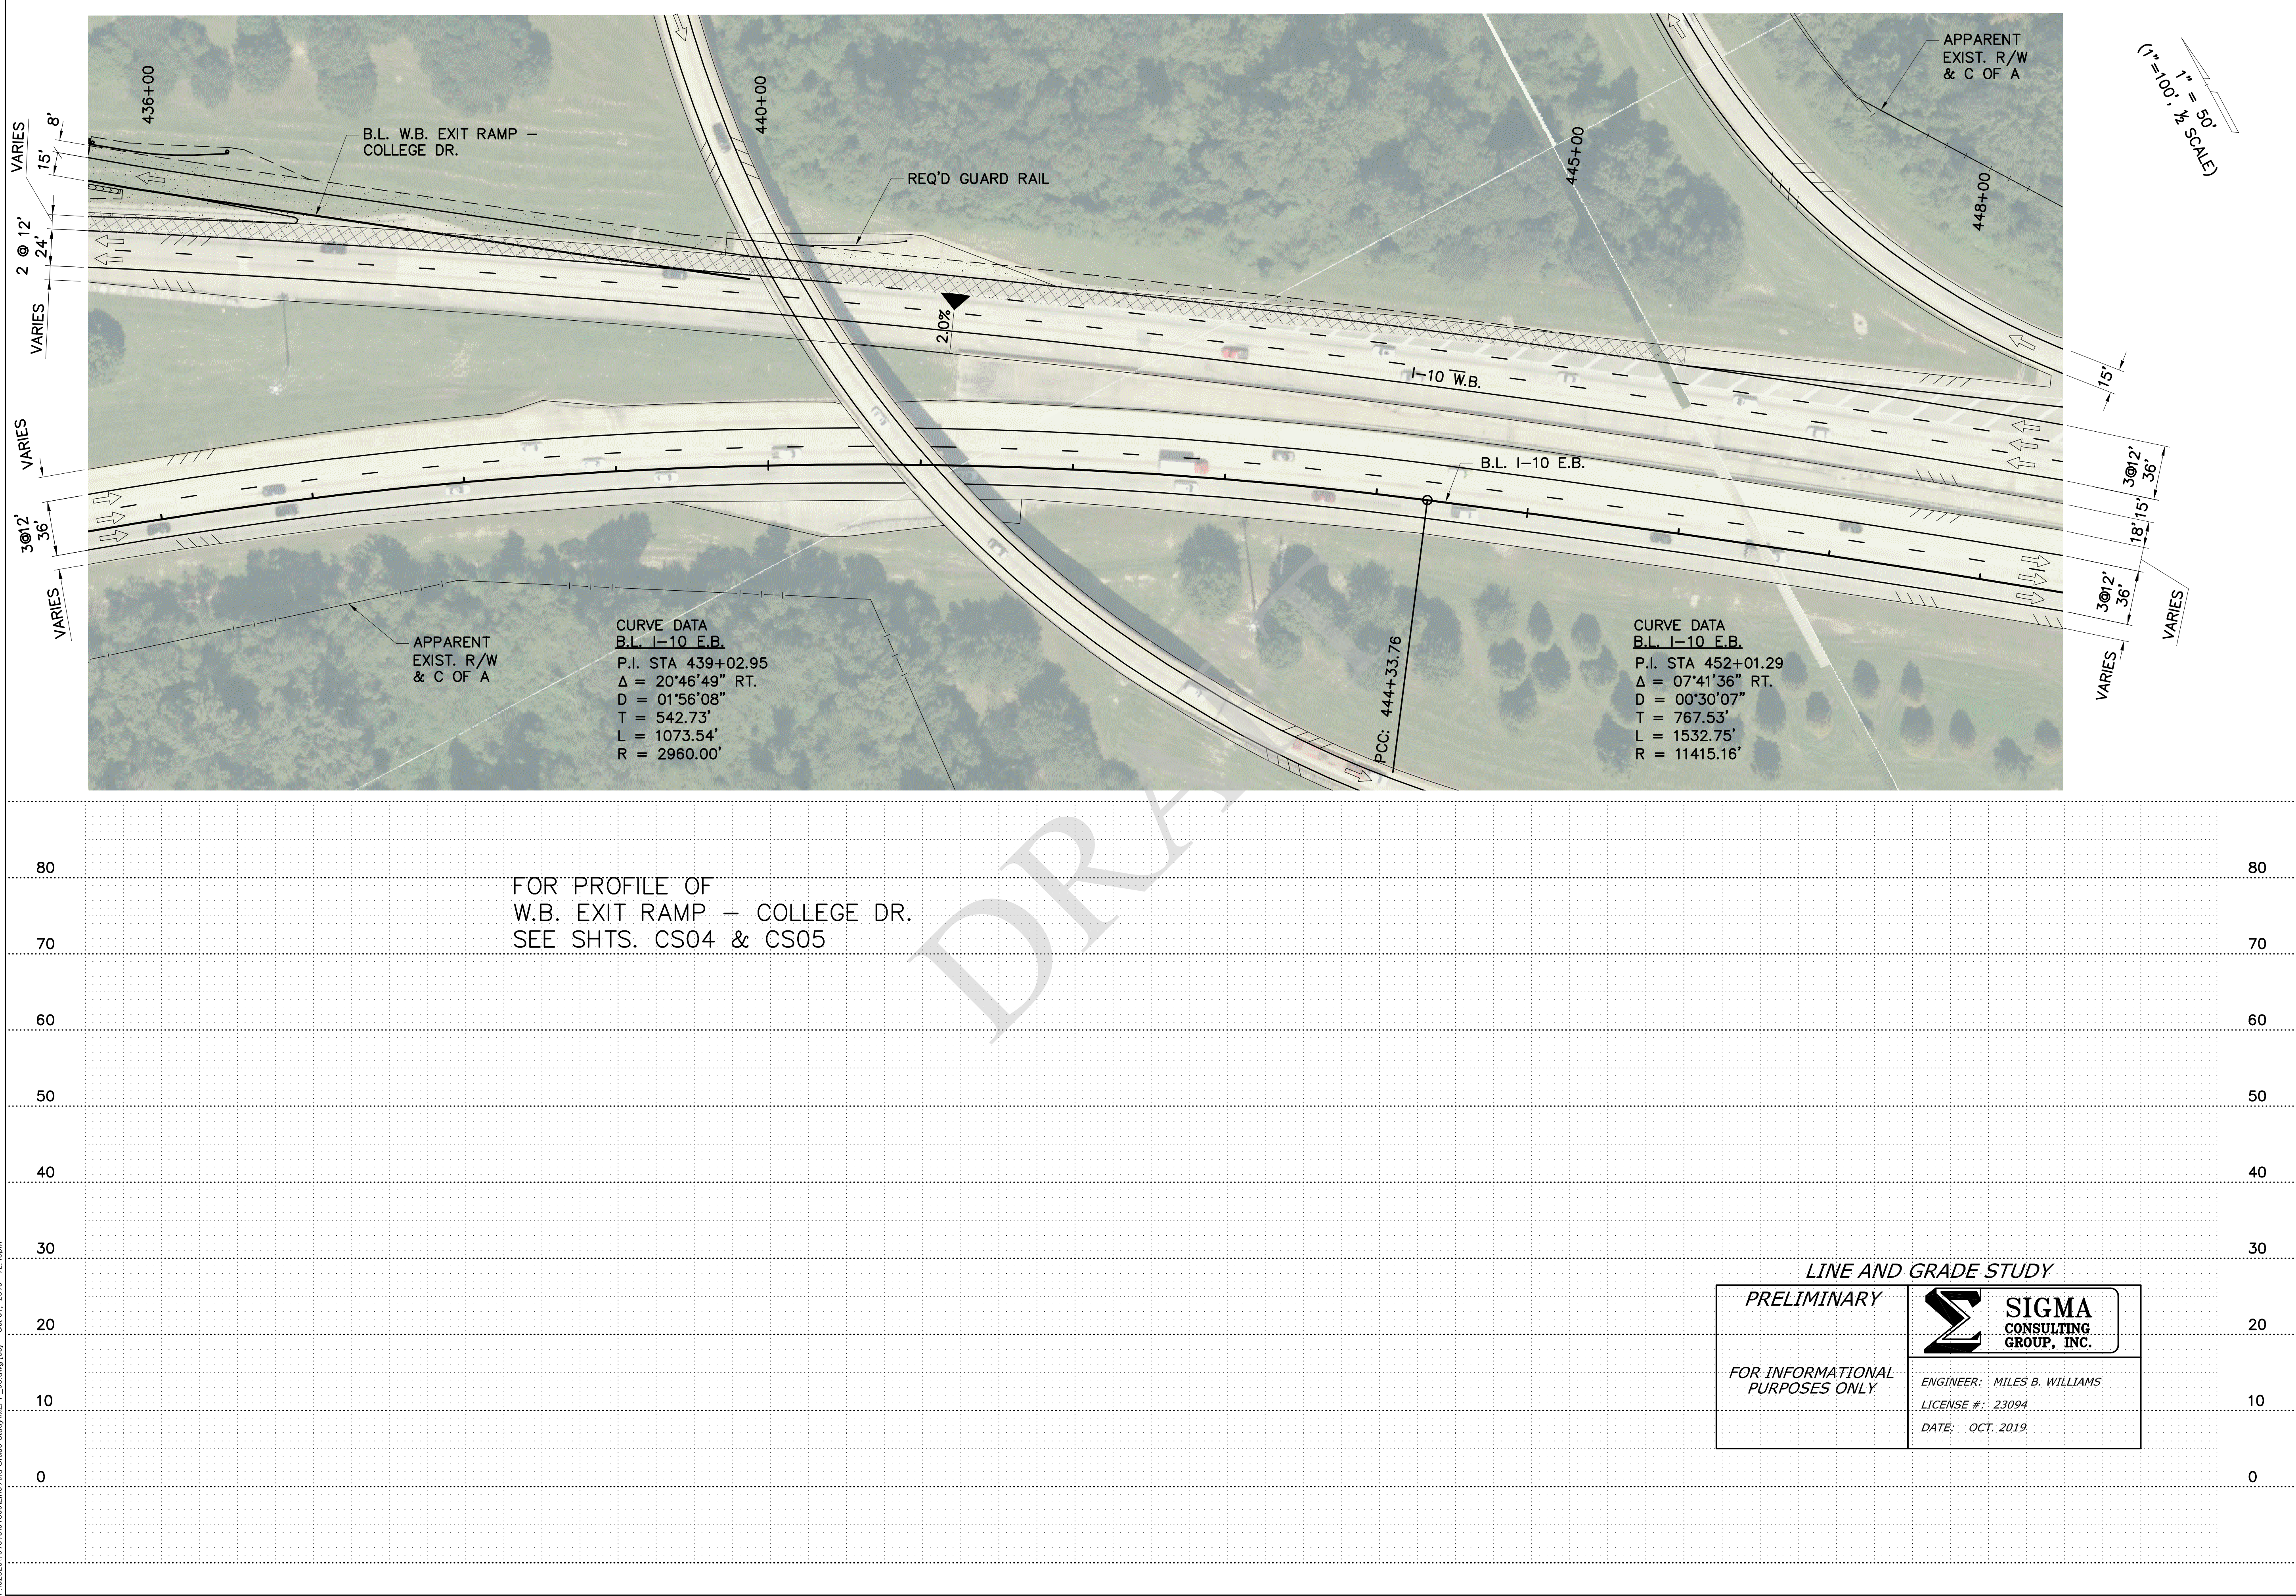 436+00
440+00
445+00
448+00
APPARENT
EXIST. R/W
& C OF A
1" = 50'
(1"=100', ½ SCALE)
B.L. W.B. EXIT RAMP –
COLLEGE DR.
REQ'D GUARD RAIL
VARIES
8'
15'
2 @ 12'
24'
VARIES
2.0%
I-10 W.B.
15'
VARIES
3@12'
36'
VARIES
B.L. I-10 E.B.
3@12'
36'
15'
18'
3@12'
36'
VARIES
VARIES
APPARENT
EXIST. R/W
& C OF A
CURVE DATA
B.L. I-10 E.B.
P.I. STA 439+02.95
Δ = 20°46'49" RT.
D = 01°56'08"
T = 542.73'
L = 1073.54'
R = 2960.00'
PCC: 444+33.76
CURVE DATA
B.L. I-10 E.B.
P.I. STA 452+01.29
Δ = 07°41'36" RT.
D = 00°30'07"
T = 767.53'
L = 1532.75'
R = 11415.16'
DRAFT
FOR PROFILE OF
W.B. EXIT RAMP – COLLEGE DR.
SEE SHTS. CS04 & CS05
80 80
70 70
60 60
50 50
40 40
30 30
20 20
10 10
0 0
LINE AND GRADE STUDY
PRELIMINARY
FOR INFORMATIONAL
PURPOSES ONLY
SIGMA
CONSULTING
GROUP, INC.
ENGINEER: MILES B. WILLIAMS
LICENSE #: 23094
DATE: OCT. 2019